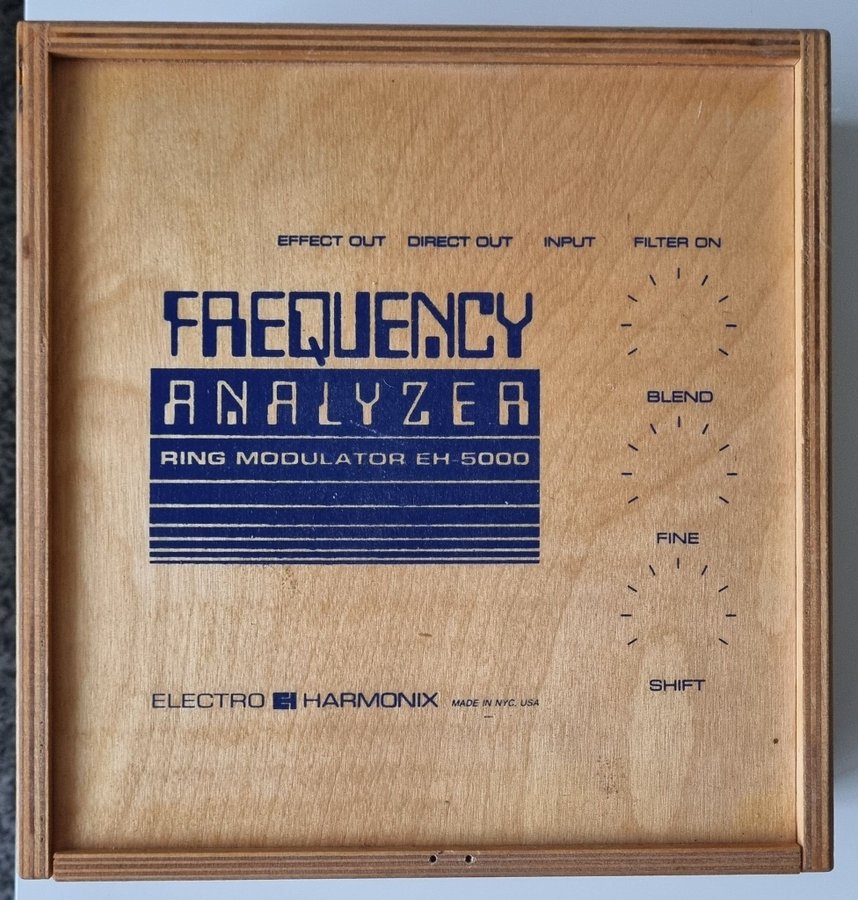 EFFECT OUT DIRECT OUT INPUT FILTER ON
FREQUENCY
ANALYZER
BLEND
RING MODULATOR EH-5000
FINE
SHIFT
ELECTRO EH HARMONIX MADE IN NYC. USA